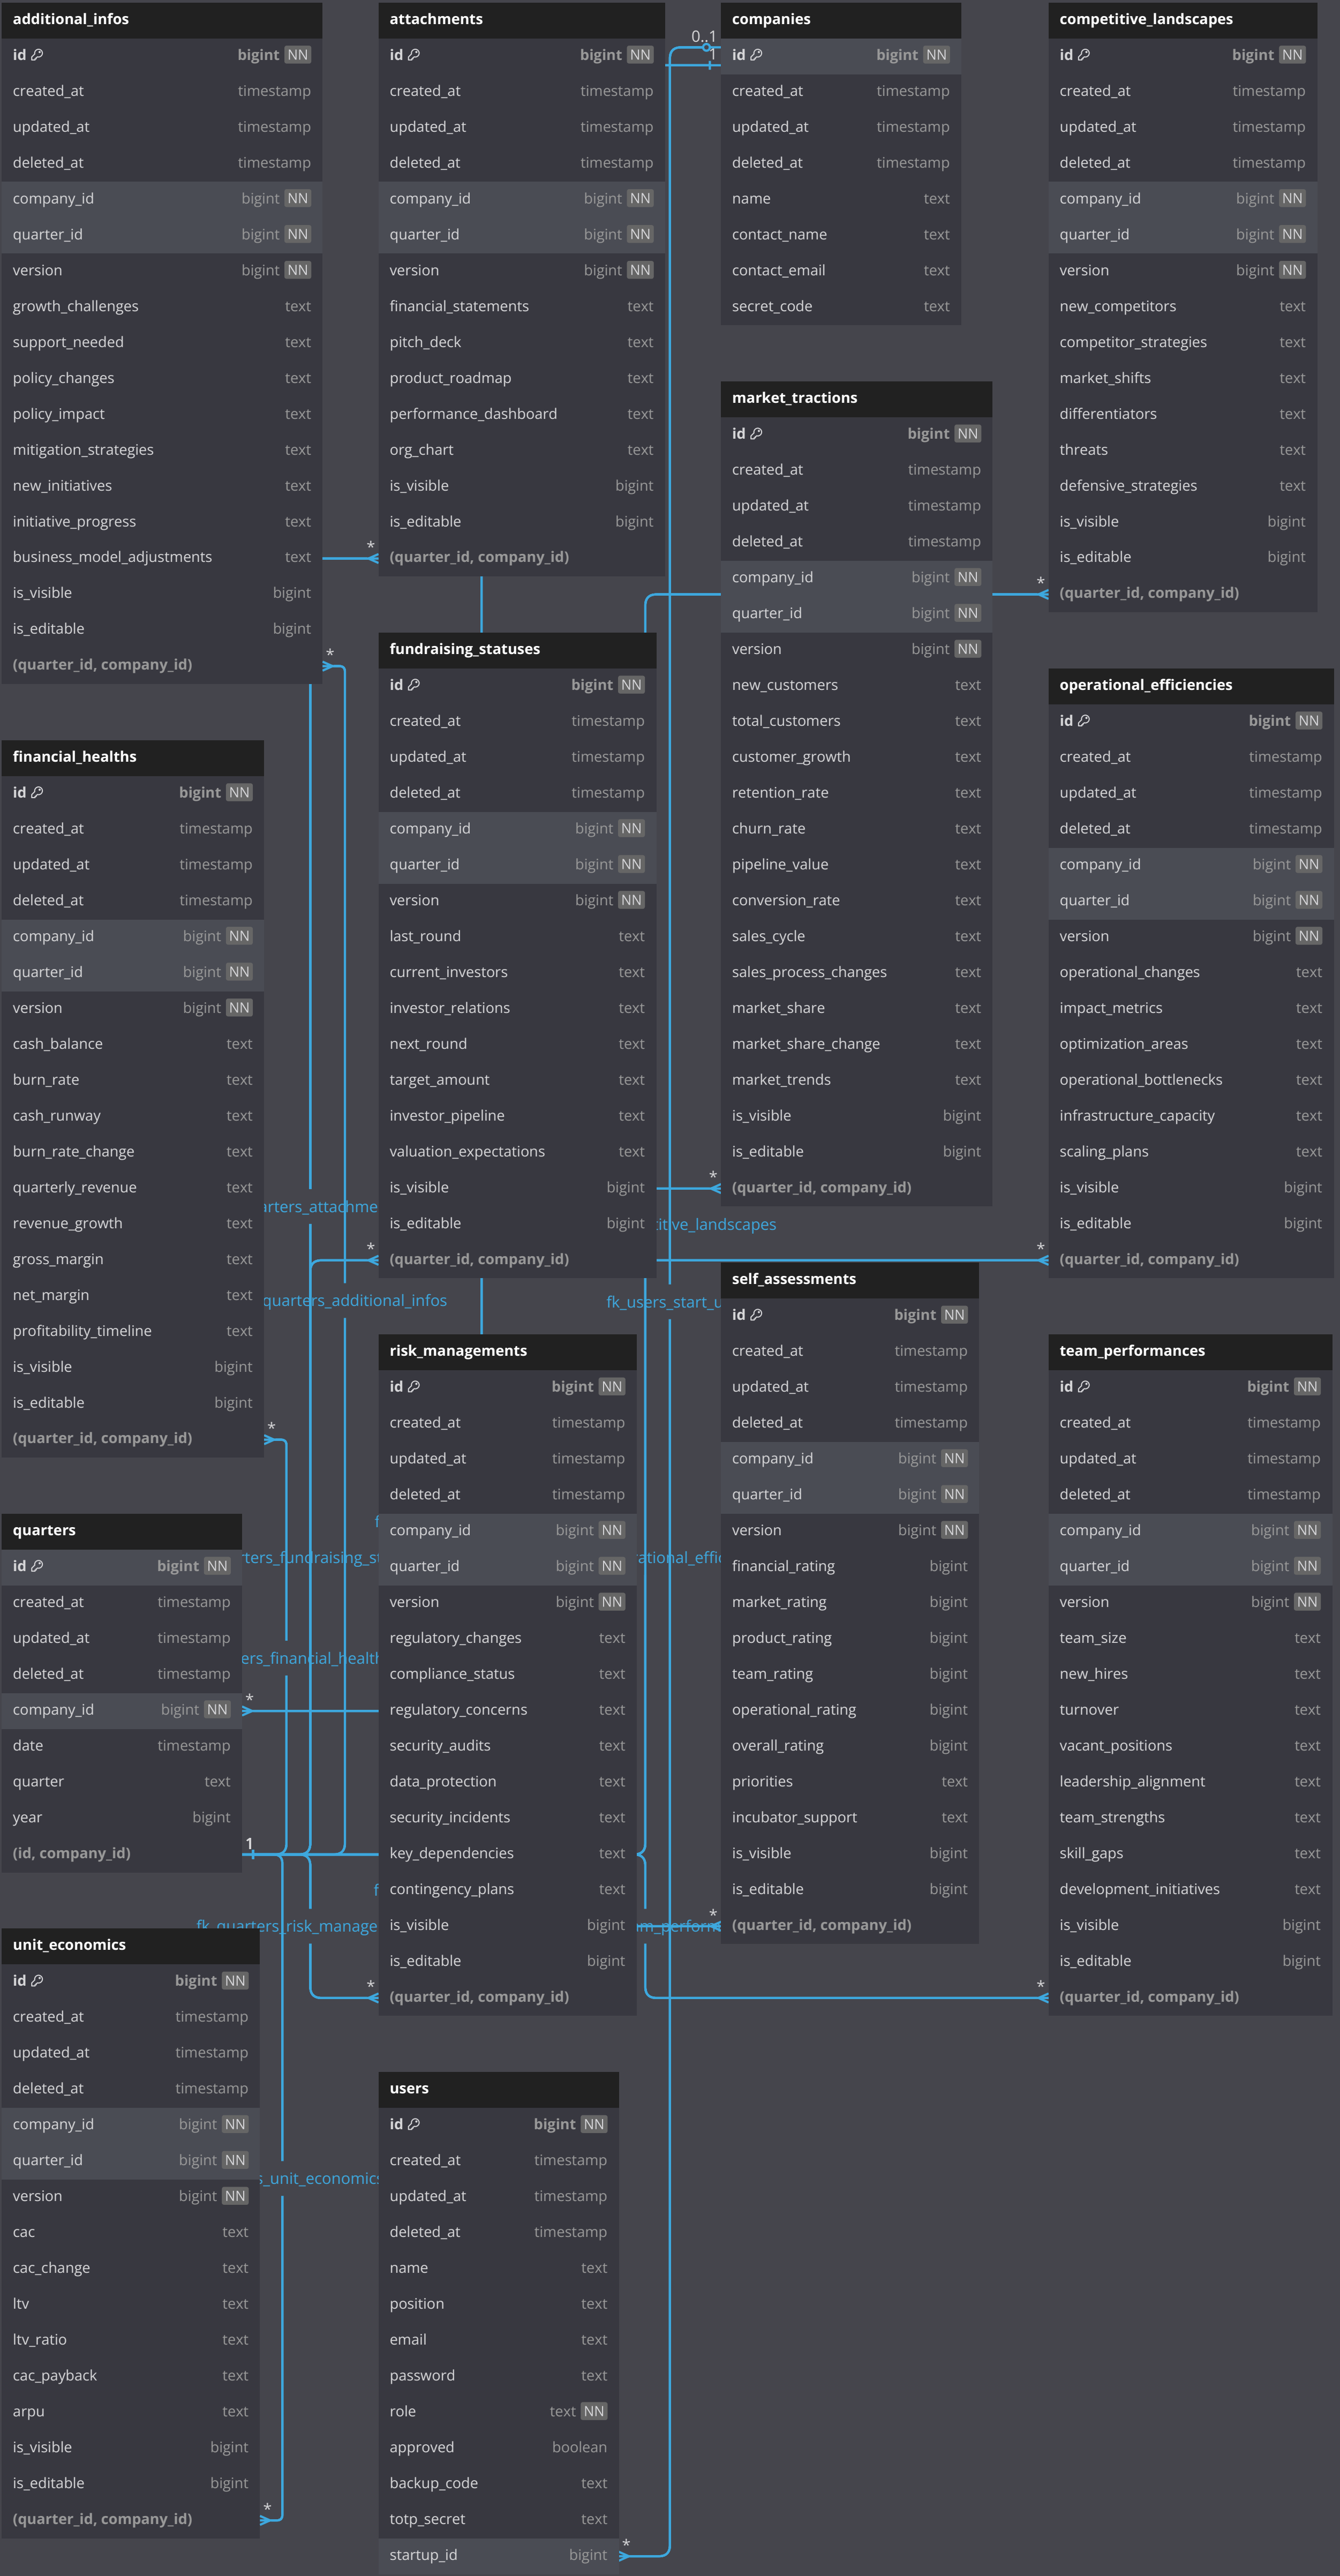 additional_infos
id bigint NN
created_at timestamp
updated_at timestamp
deleted_at timestamp
company_id bigint NN
quarter_id bigint NN
version bigint NN
growth_challenges text
support_needed text
policy_changes text
policy_impact text
mitigation_strategies text
new_initiatives text
initiative_progress text
business_model_adjustments text
is_visible bigint
is_editable bigint
(quarter_id, company_id)
*
attachments
id bigint NN
created_at timestamp
updated_at timestamp
deleted_at timestamp
company_id bigint NN
quarter_id bigint NN
version bigint NN
financial_statements text
pitch_deck text
product_roadmap text
performance_dashboard text
org_chart text
is_visible bigint
is_editable bigint
* (quarter_id, company_id)
0..1
1
companies
id bigint NN
created_at timestamp
updated_at timestamp
deleted_at timestamp
name text
contact_name text
contact_email text
secret_code text
competitive_landscapes
id bigint NN
created_at timestamp
updated_at timestamp
deleted_at timestamp
company_id bigint NN
quarter_id bigint NN
version bigint NN
new_competitors text
competitor_strategies text
market_shifts text
differentiators text
threats text
defensive_strategies text
is_visible bigint
is_editable bigint
* (quarter_id, company_id)
market_tractions
id bigint NN
created_at timestamp
updated_at timestamp
deleted_at timestamp
company_id bigint NN
quarter_id bigint NN
version bigint NN
new_customers text
total_customers text
customer_growth text
retention_rate text
churn_rate text
pipeline_value text
conversion_rate text
sales_cycle text
sales_process_changes text
market_share text
market_share_change text
market_trends text
is_visible bigint
is_editable bigint
* (quarter_id, company_id)
fundraising_statuses
id bigint NN
created_at timestamp
updated_at timestamp
deleted_at timestamp
company_id bigint NN
quarter_id bigint NN
version bigint NN
last_round text
current_investors text
investor_relations text
next_round text
target_amount text
investor_pipeline text
valuation_expectations text
is_visible bigint
is_editable bigint
* (quarter_id, company_id)
operational_efficiencies
id bigint NN
created_at timestamp
updated_at timestamp
deleted_at timestamp
company_id bigint NN
quarter_id bigint NN
version bigint NN
operational_changes text
impact_metrics text
optimization_areas text
operational_bottlenecks text
infrastructure_capacity text
scaling_plans text
is_visible bigint
is_editable bigint
* (quarter_id, company_id)
financial_healths
id bigint NN
created_at timestamp
updated_at timestamp
deleted_at timestamp
company_id bigint NN
quarter_id bigint NN
version bigint NN
cash_balance text
burn_rate text
cash_runway text
burn_rate_change text
quarterly_revenue text
revenue_growth text
gross_margin text
net_margin text
profitability_timeline text
is_visible bigint
is_editable bigint
(quarter_id, company_id) *
arters_attachme
itive_landscapes
quarters_additional_infos
fk_users_start_u
self_assessments
id bigint NN
created_at timestamp
updated_at timestamp
deleted_at timestamp
company_id bigint NN
quarter_id bigint NN
version bigint NN
financial_rating bigint
market_rating bigint
product_rating bigint
team_rating bigint
operational_rating bigint
overall_rating bigint
priorities text
incubator_support text
is_visible bigint
is_editable bigint
* (quarter_id, company_id)
risk_managements
id bigint NN
created_at timestamp
updated_at timestamp
deleted_at timestamp
company_id bigint NN
quarter_id bigint NN
version bigint NN
regulatory_changes text
compliance_status text
regulatory_concerns text
security_audits text
data_protection text
security_incidents text
key_dependencies text
contingency_plans text
is_visible bigint
is_editable bigint
* (quarter_id, company_id)
team_performances
id bigint NN
created_at timestamp
updated_at timestamp
deleted_at timestamp
company_id bigint NN
quarter_id bigint NN
version bigint NN
team_size text
new_hires text
turnover text
vacant_positions text
leadership_alignment text
team_strengths text
skill_gaps text
development_initiatives text
is_visible bigint
is_editable bigint
* (quarter_id, company_id)
rters_fundraising_st
rational_effic
ers_financial_health
quarters
id bigint NN
created_at timestamp
updated_at timestamp
deleted_at timestamp
company_id bigint NN *
date timestamp
quarter text
year bigint
(id, company_id) 1
fk_quarters_risk_manage
m_perform
unit_economics
id bigint NN
created_at timestamp
updated_at timestamp
deleted_at timestamp
company_id bigint NN
quarter_id bigint NN
version bigint NN
cac text
cac_change text
ltv text
ltv_ratio text
cac_payback text
arpu text
is_visible bigint
is_editable bigint
(quarter_id, company_id) *
s_unit_economics
users
id bigint NN
created_at timestamp
updated_at timestamp
deleted_at timestamp
name text
position text
email text
password text
role text NN
approved boolean
backup_code text
totp_secret text
startup_id bigint *